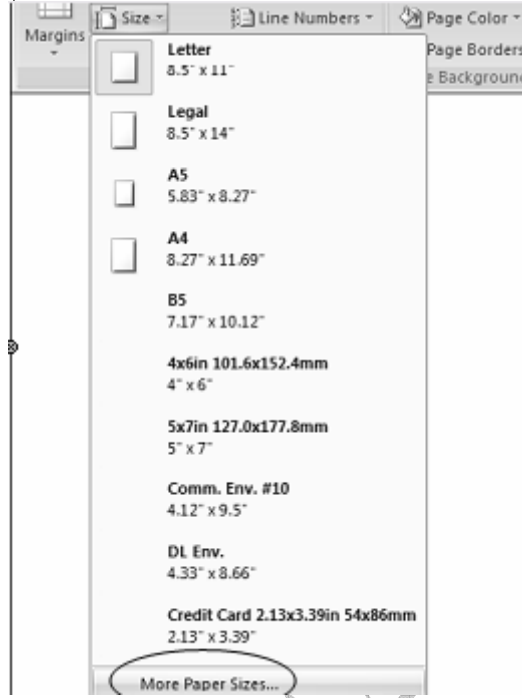 Margins
Size
Line Numbers
Page Color
Page Borders
e Background
Letter
8.5" x 11"
Legal
8.5" x 14"
A5
5.83" x 8.27"
A4
8.27" x 11.69"
B5
7.17" x 10.12"
4x6in 101.6x152.4mm
4" x 6"
5x7in 127.0x177.8mm
5" x 7"
Comm. Env. #10
4.12" x 9.5"
DL Env.
4.33" x 8.66"
Credit Card 2.13x3.39in 54x86mm
2.13" x 3.39"
More Paper Sizes...